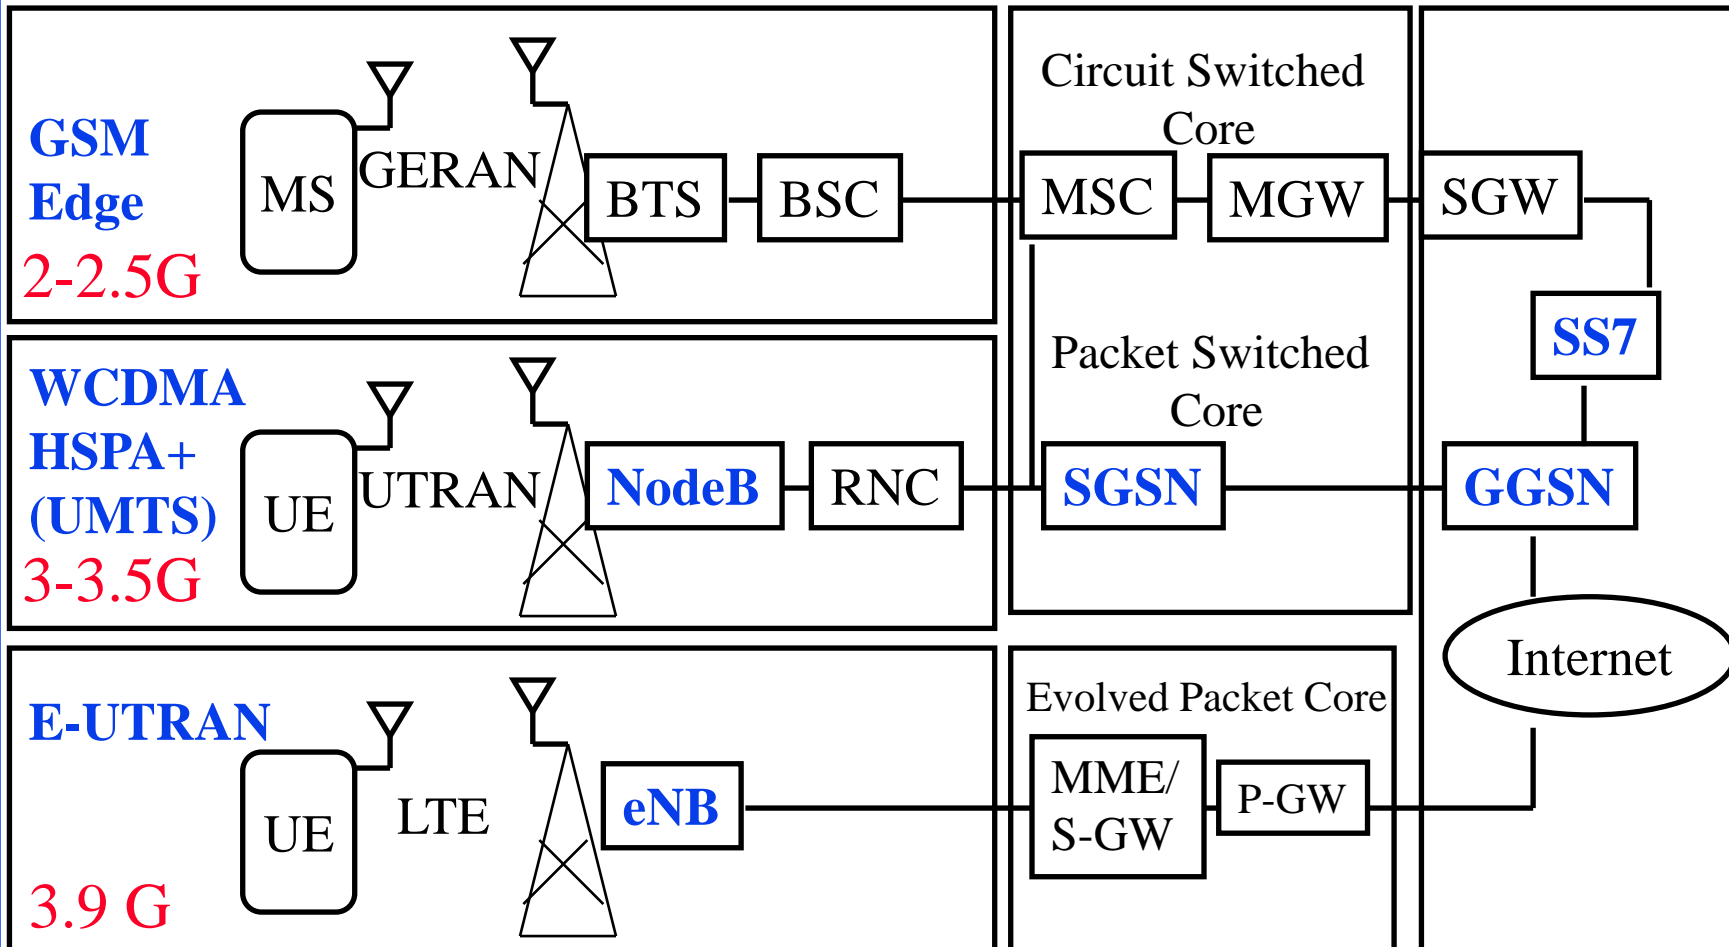 GSM
Edge
2-2.5G
MS
GERAN
BTS
BSC
Circuit Switched
Core
MSC
MGW
SGW
SS7
WCDMA
HSPA+
(UMTS)
3-3.5G
UE
UTRAN
NodeB
RNC
Packet Switched
Core
SGSN
GGSN
Internet
E-UTRAN
3.9 G
UE
LTE
eNB
Evolved Packet Core
MME/
S-GW
P-GW